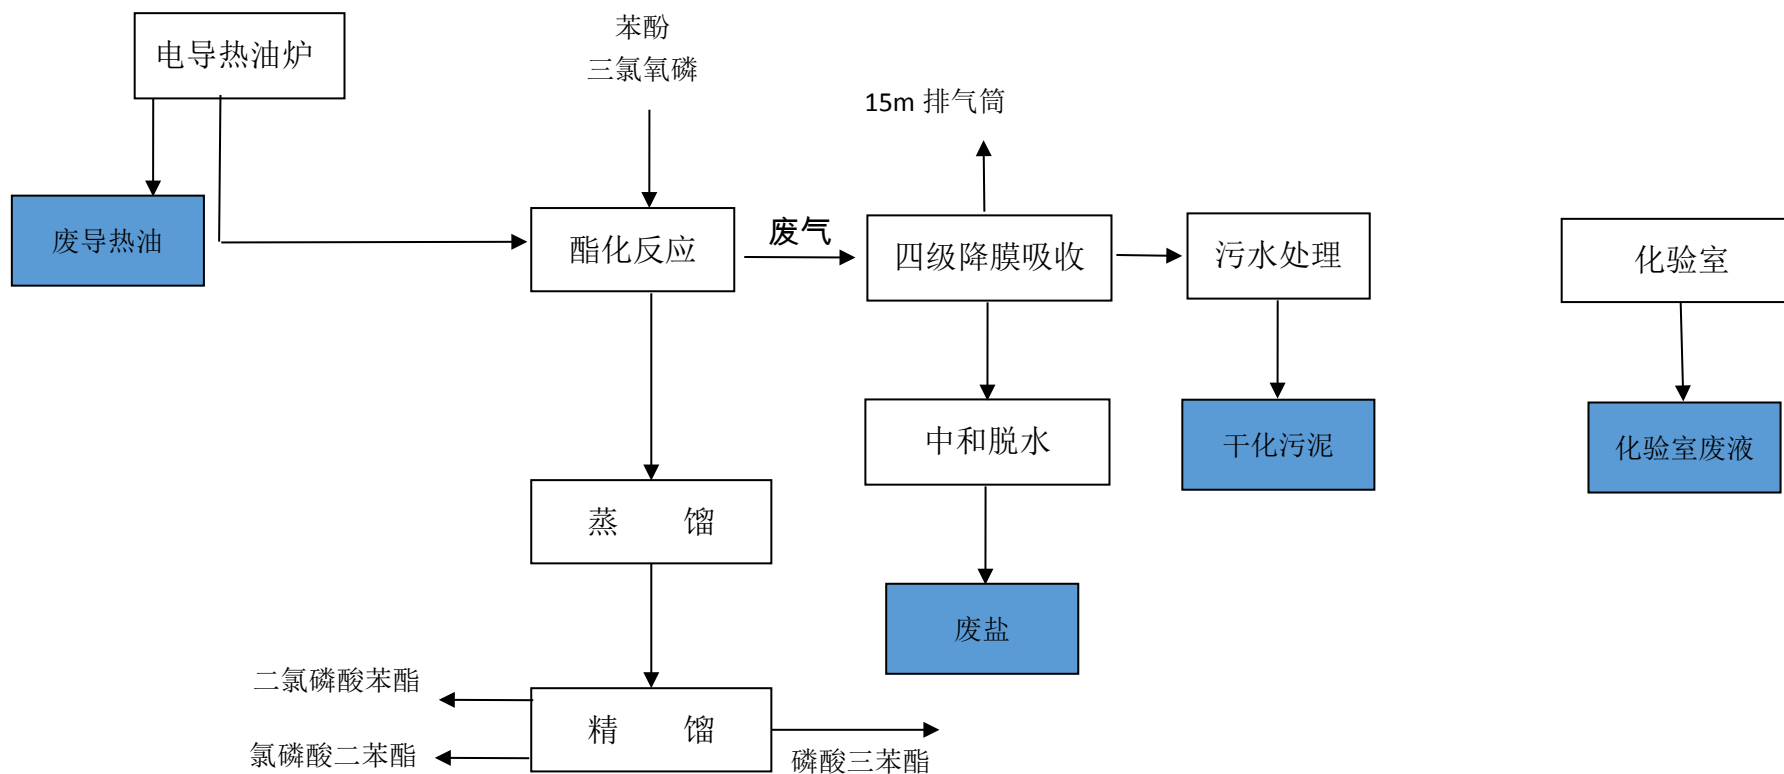 电导热油炉
苯酚
三氯氧磷
15m 排气筒
废导热油
酯化反应
废气
四级降膜吸收
污水处理
化验室
中和脱水
干化污泥
化验室废液
蒸 馏
废盐
二氯磷酸苯酯
精 馏
氯磷酸二苯酯
磷酸三苯酯